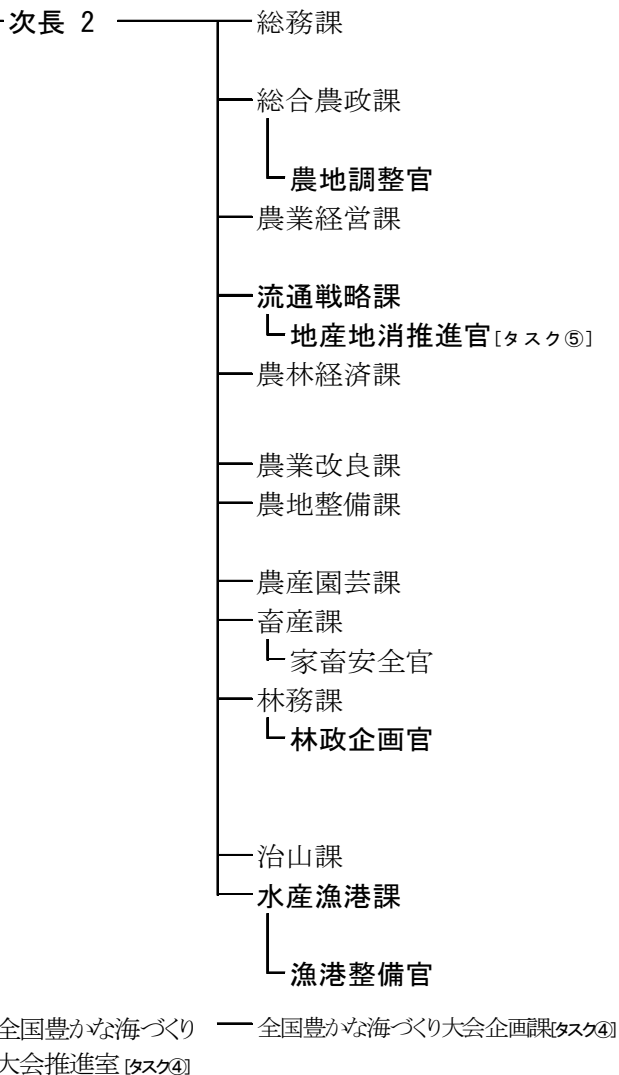 次長 2 総務課
総合農政課
農地調整官
農業経営課
流通戦略課
地産地消推進官[タスク⑤]
農林経済課
農業改良課
農地整備課
農産園芸課
畜産課
家畜安全官
林務課
林政企画官
治山課
水産漁港課
漁港整備官
全国豊かな海づくり 全国豊かな海づくり大会企画課[タスク④]
大会推進室[タスク④]